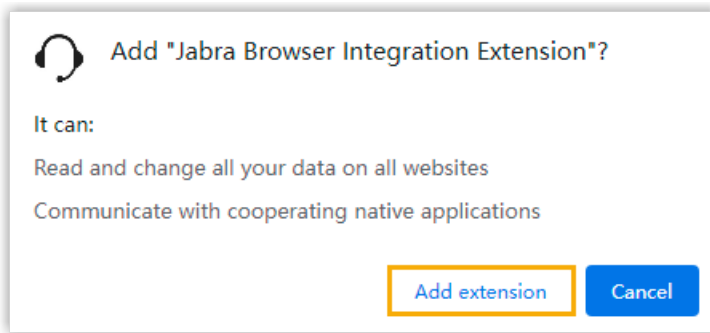 Add "Jabra Browser Integration Extension"?
It can:
Read and change all your data on all websites
Communicate with cooperating native applications
Add extension
Cancel